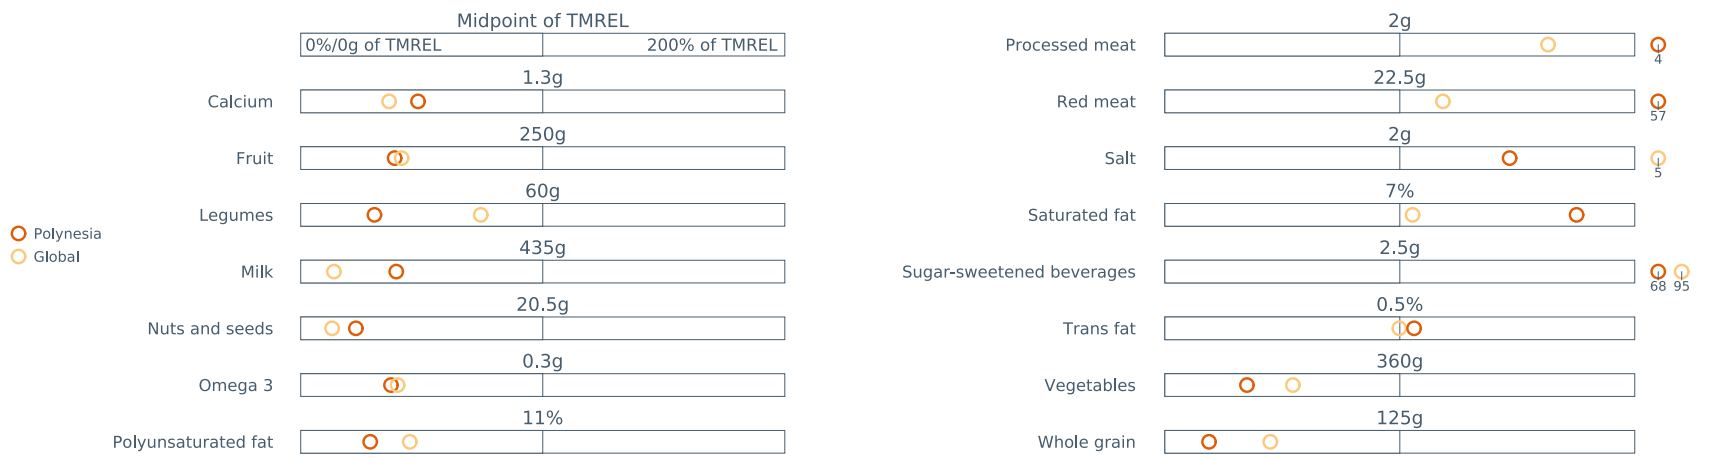 Midpoint of TMREL
0%/0g of TMREL 200% of TMREL
1.3g
Calcium
250g
Fruit
60g
Legumes
Polynesia
Global
435g
Milk
20.5g
Nuts and seeds
0.3g
Omega 3
11%
Polyunsaturated fat
2g
Processed meat
4
22.5g
Red meat
57
2g
Salt
5
7%
Saturated fat
2.5g
Sugar-sweetened beverages
68 95
0.5%
Trans fat
360g
Vegetables
125g
Whole grain